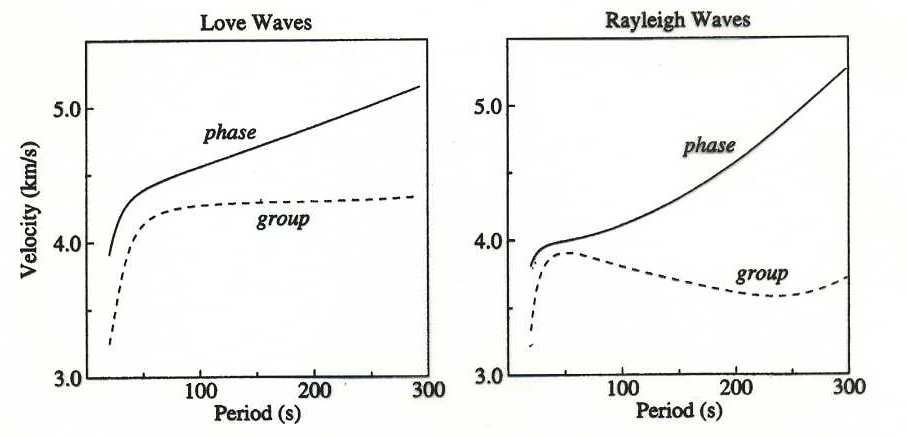 Love Waves
Velocity (km/s)
5.0
4.0
3.0
phase
group
100
200
300
Period (s)
Rayleigh Waves
5.0
4.0
3.0
phase
group
100
200
300
Period (s)